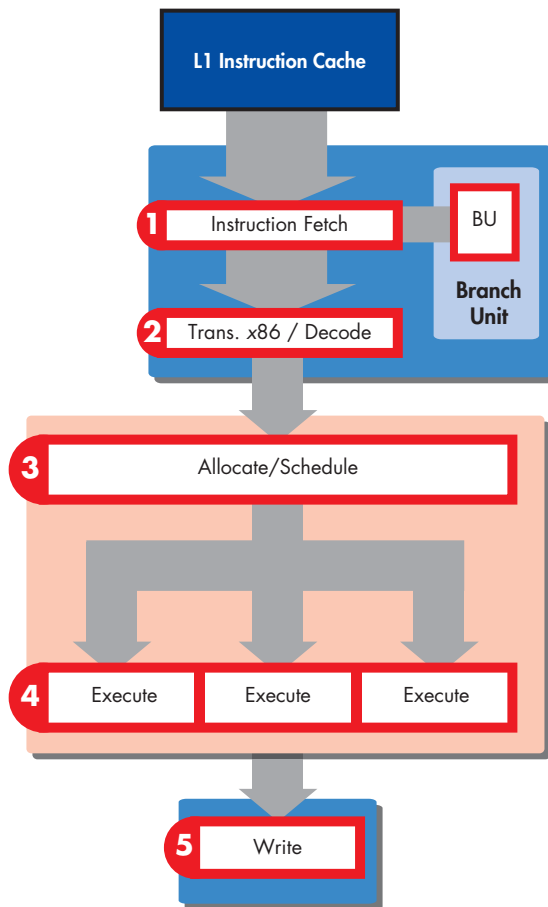 L1 Instruction Cache
1 Instruction Fetch
BU
Branch
Unit
2 Trans. x86 / Decode
3 Allocate/Schedule
4 Execute Execute Execute
5 Write